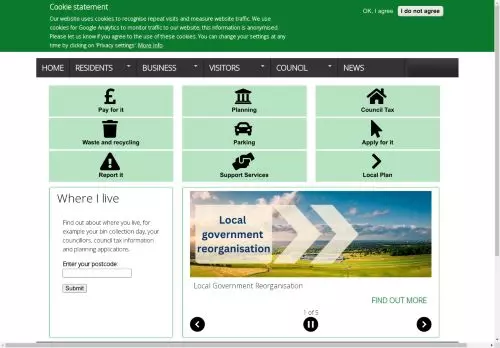 Cookie statement
Our website uses cookies to recognise repeat visits and measure website traffic. We use
cookies for Google Analytics to monitor traffic to our website; this information is anonymised.
Please let us know if you agree to the use of these cookies. You can change your settings at any
time by clicking on 'Privacy settings'. More info
OK, I agree
I do not agree
HOME RESIDENTS BUSINESS VISITORS COUNCIL NEWS
Pay for it Planning Council Tax
Waste and recycling Parking Apply for it
Report it Support Services Local Plan
Where I live
Find out about where you live, for
example your bin collection day, your
councillors, council tax information
and planning applications.
Enter your postcode:
Submit
Local
government
reorganisation
Local Government Reorganisation
FIND OUT MORE
1 of 5